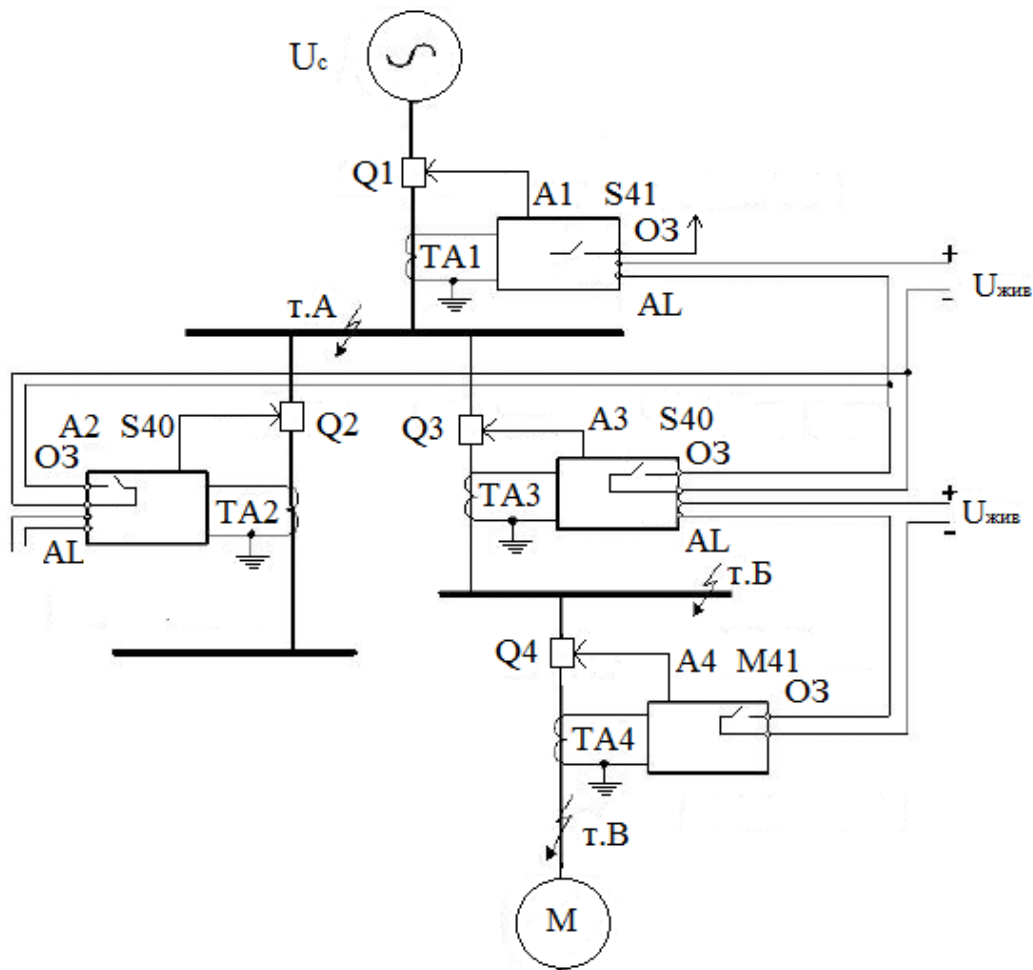 Uс
Q1
A1 S41
ОЗ
TA1
+
Uжив
−
AL
т.А
A2 S40
Q2
Q3
A3 S40
ОЗ
ОЗ
TA2
TA3
+
Uжив
−
AL
AL
т.Б
Q4
A4 М41
ОЗ
TA4
т.В
М